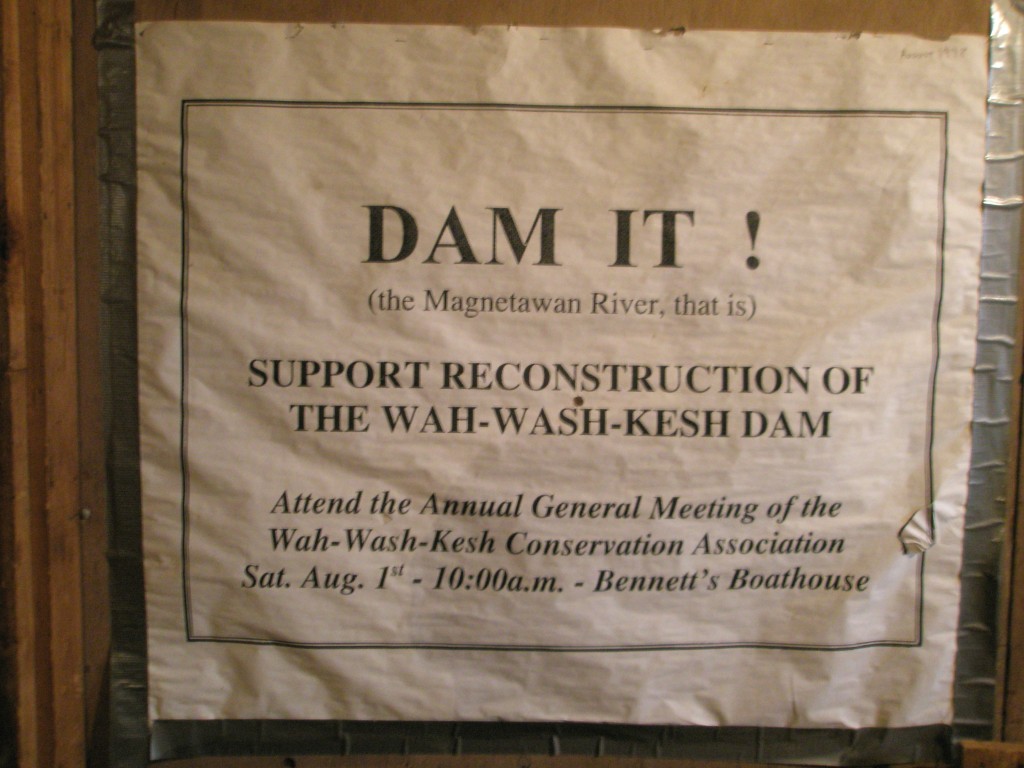 DAM IT !
(the Magnetawan River, that is)
SUPPORT RECONSTRUCTION OF
THE WAH-WASH-KESH DAM
Attend the Annual General Meeting of the
Wah-Wash-Kesh Conservation Association
Sat. Aug. 1st - 10:00a.m. - Bennett's Boathouse